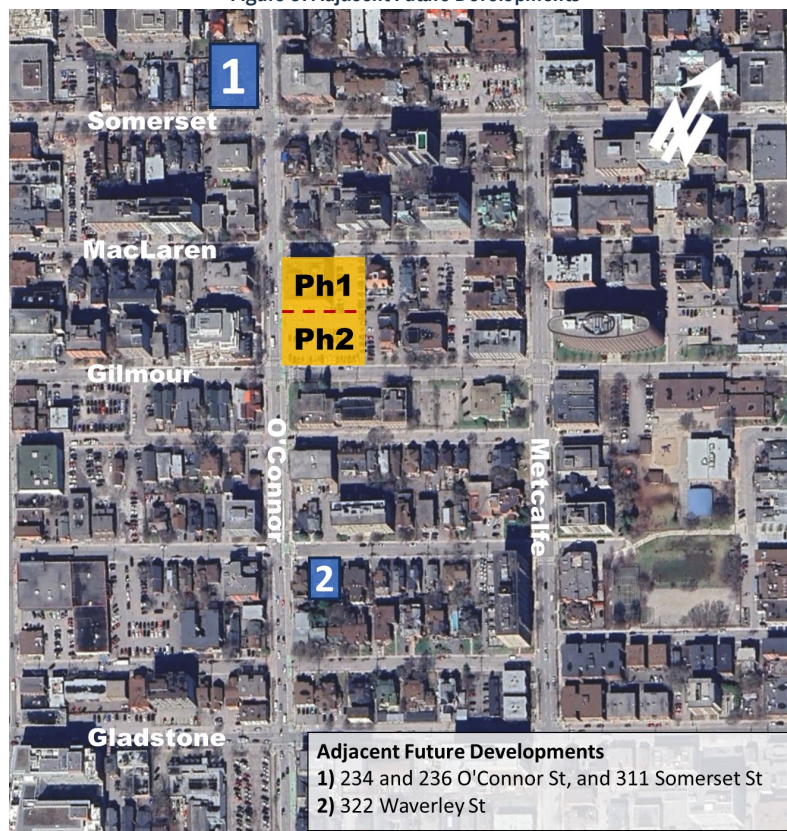 1
Somerset
N
MacLaren
Ph1
Ph2
Gilmour
O'Connor
Metcalfe
2
Gladstone
Adjacent Future Developments
1) 234 and 236 O'Connor St, and 311 Somerset St
2) 322 Waverley St